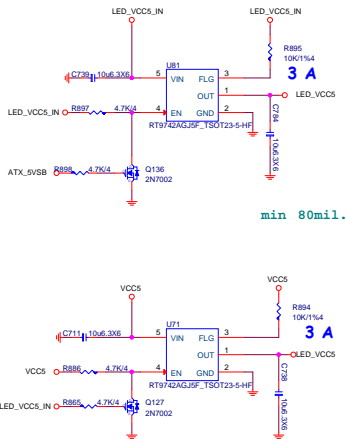 LED_VCC5_IN
LED_VCC5_IN
R895
10K/1%4
3 A
U81
C739
10u6.3X6
5
VIN
FLG
3
OUT
1
LED_VCC5
LED_VCC5_IN
R897
4.7K/4
4
EN
GND
2
RT9742AGJ5F_TSOT23-5-HF
C784
10u6.3X6
ATX_5VSB
R898
4.7K/4
Q136
2N7002
min 80mil.
VCC5
VCC5
R894
10K/1%4
3 A
U71
C711
10u6.3X6
5
VIN
FLG
3
OUT
1
LED_VCC5
VCC5
R886
4.7K/4
4
EN
GND
2
RT9742AGJ5F_TSOT23-5-HF
C738
10u6.3X6
LED_VCC5_IN
R865
4.7K/4
Q127
2N7002